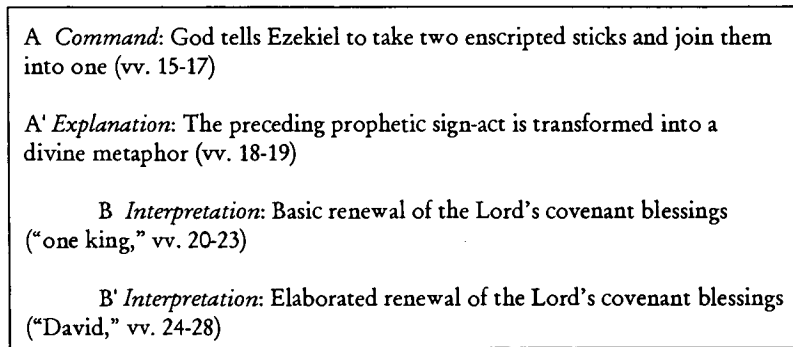 A Command: God tells Ezekiel to take two enscripted sticks and join them
into one (vv. 15-17)
A' Explanation: The preceding prophetic sign-act is transformed into a
divine metaphor (vv. 18-19)
B Interpretation: Basic renewal of the Lord's covenant blessings
("one king," vv. 20-23)
B' Interpretation: Elaborated renewal of the Lord's covenant blessings
("David," vv. 24-28)